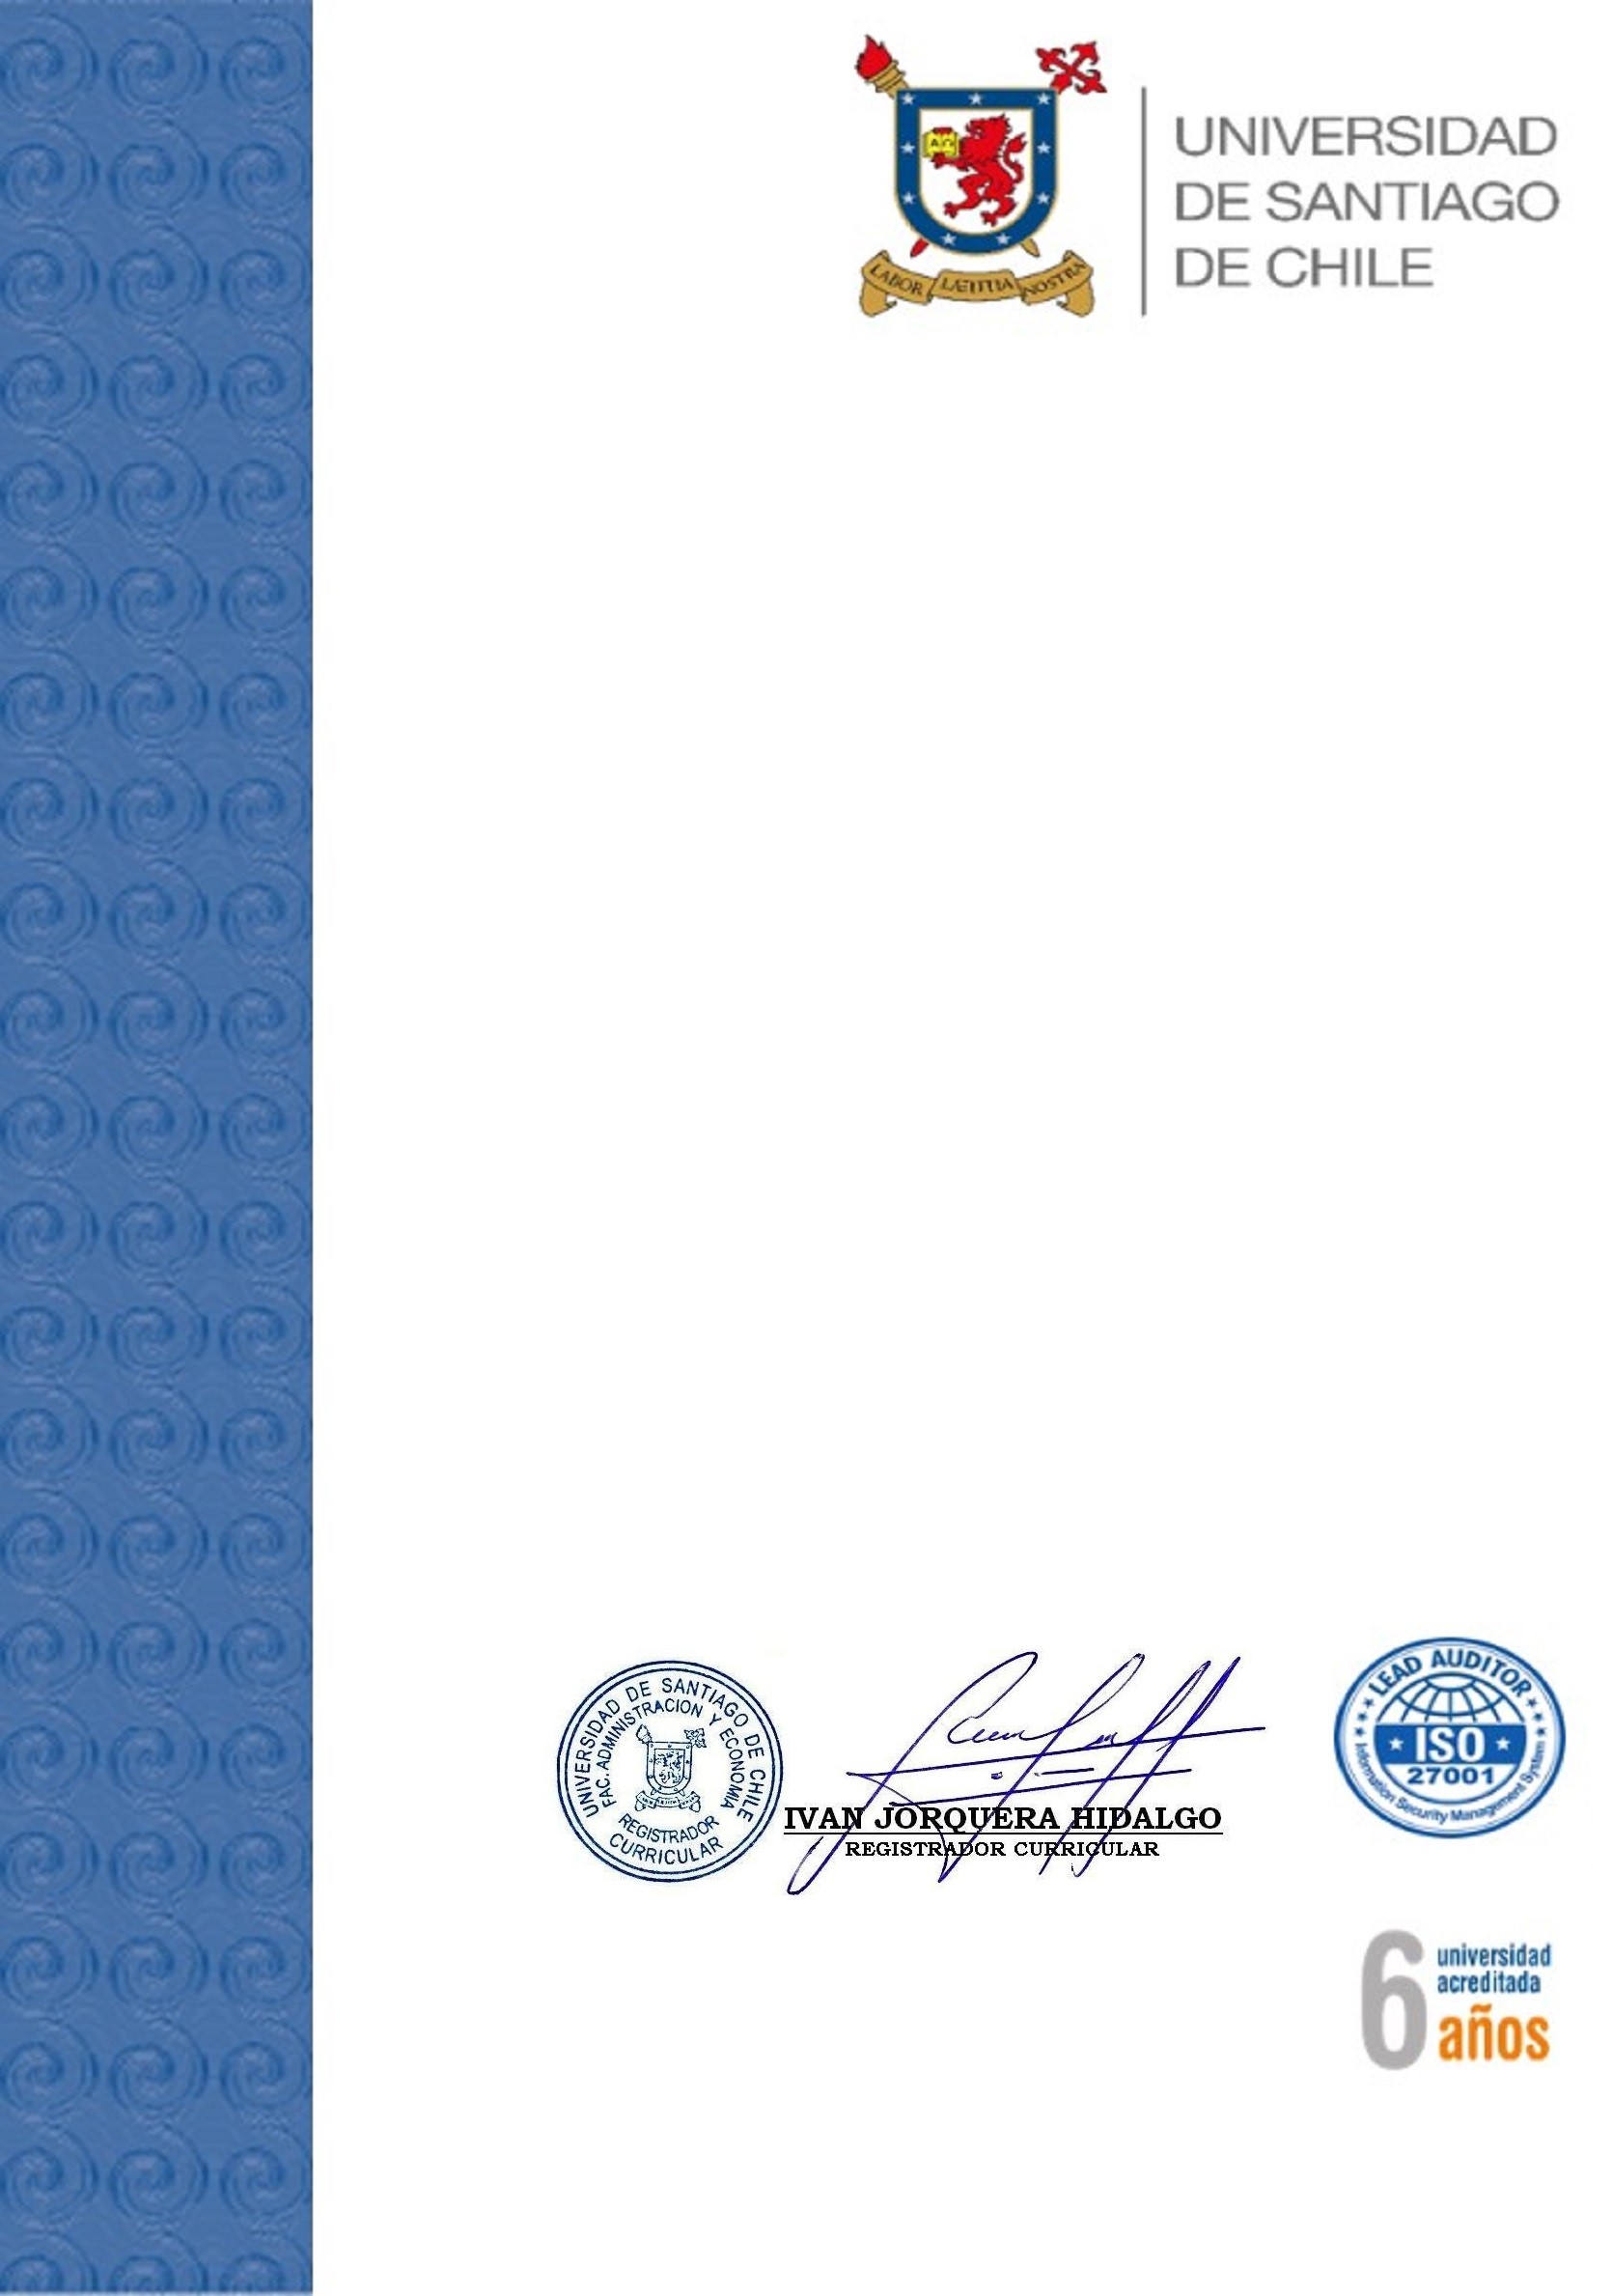 UNIVERSIDAD
DE SANTIAGO
DE CHILE
LABOR LÆTITIA NOSTRA
UNIVERSIDAD DE SANTIAGO DE CHILE
FAC. ADMINISTRACION Y ECONOMIA
REGISTRADOR
CURRICULAR
IVAN JORQUERA HIDALGO
REGISTRADOR CURRICULAR
LEAD AUDITOR
ISO
27001
Information Security Management System
6
universidad
acreditada
años